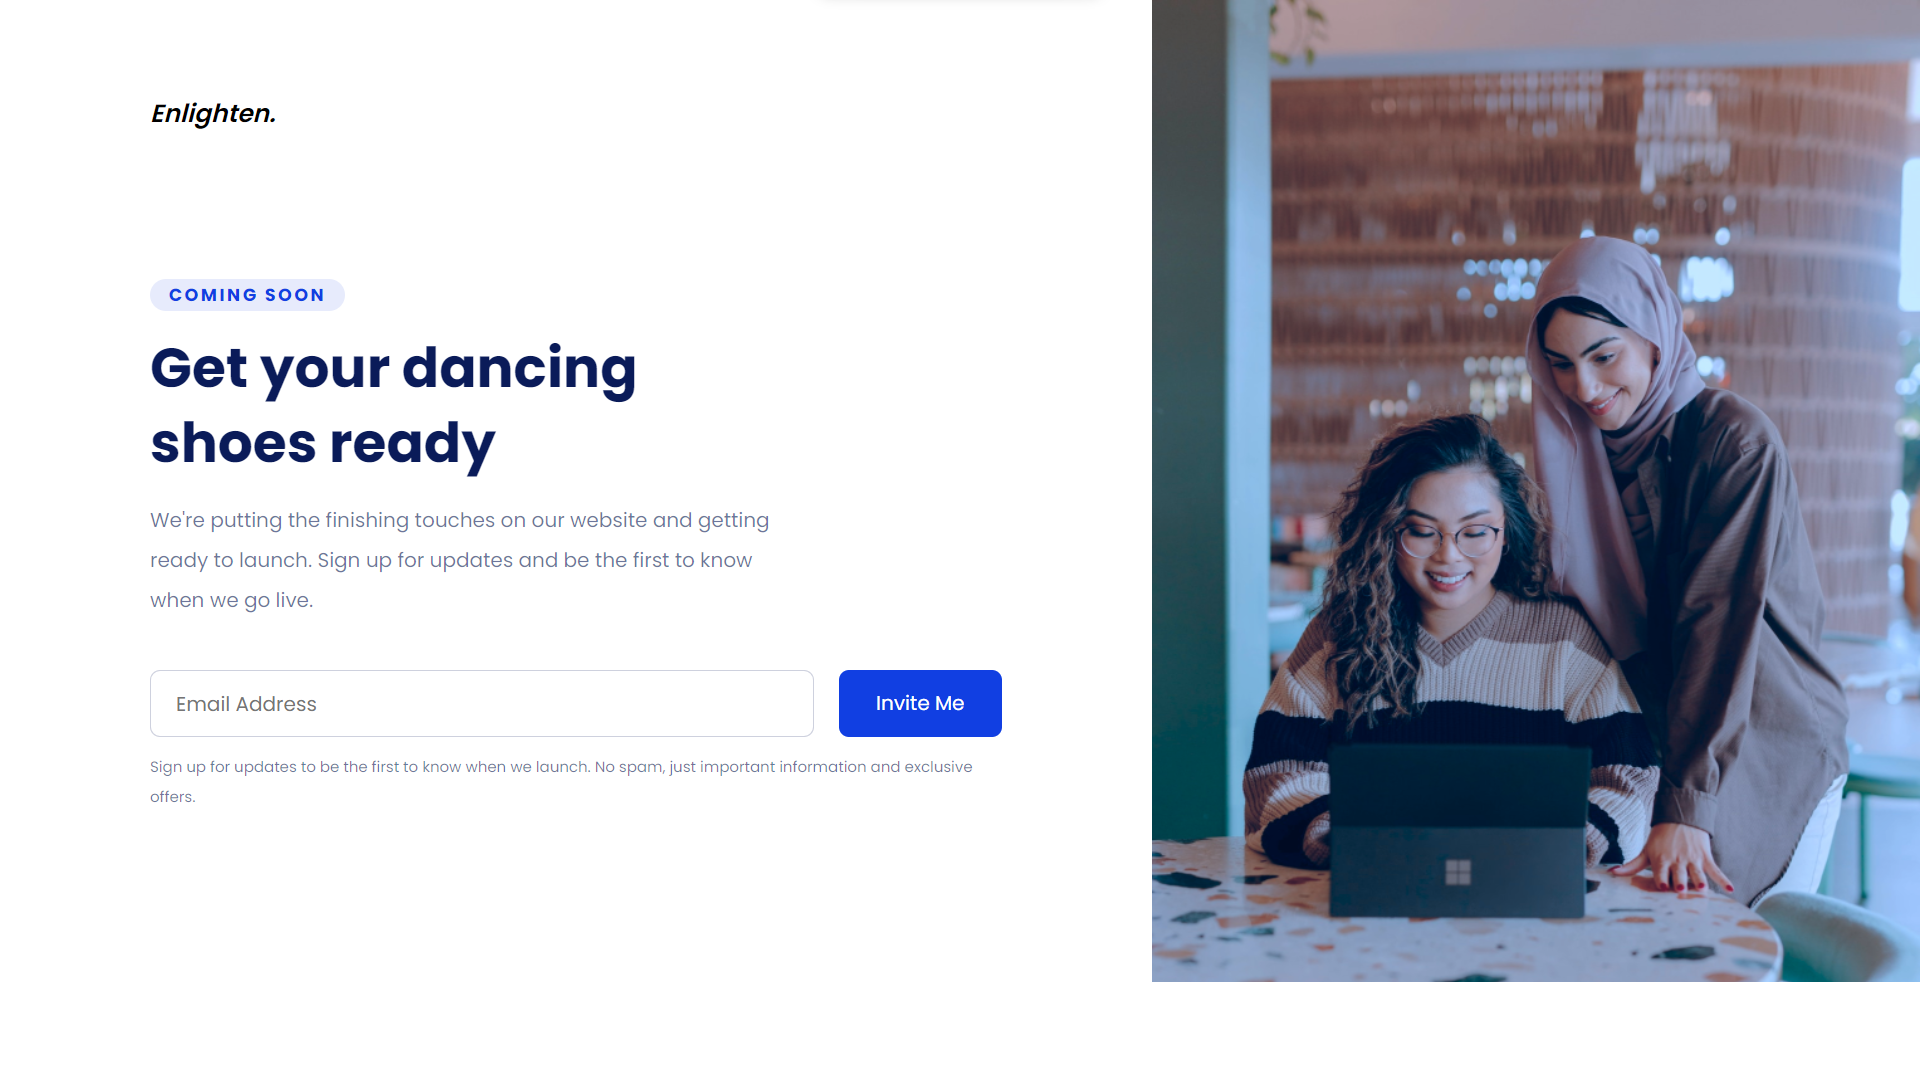 Enlighten.
COMING SOON
Get your dancing
shoes ready
We're putting the finishing touches on our website and getting
ready to launch. Sign up for updates and be the first to know
when we go live.
Email Address
Invite Me
Sign up for updates to be the first to know when we launch. No spam, just important information and exclusive
offers.